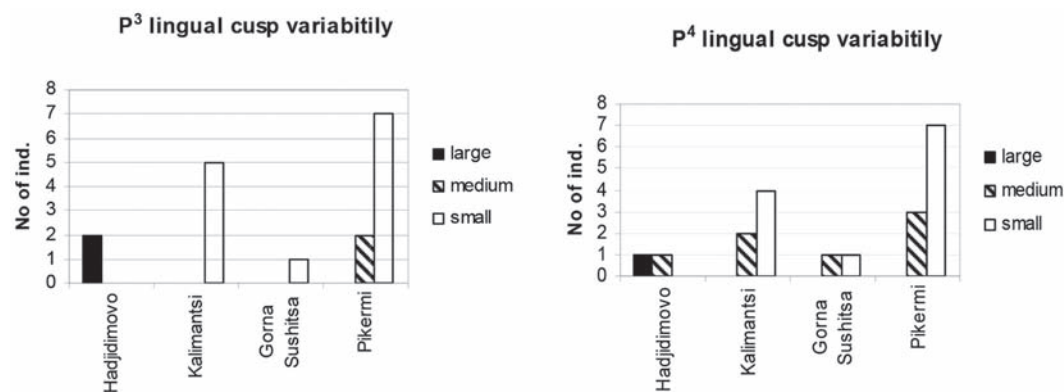 P³ lingual cusp variabitily
No of ind.
8
7
6
5
4
3
2
1
0
Hadjidimovo
Kalimantsi
Gorna
Sushitsa
Pikermi
large
medium
small
P⁴ lingual cusp variabitily
No of ind.
8
7
6
5
4
3
2
1
0
Hadjidimovo
Kalimantsi
Gorna
Sushitsa
Pikermi
large
medium
small